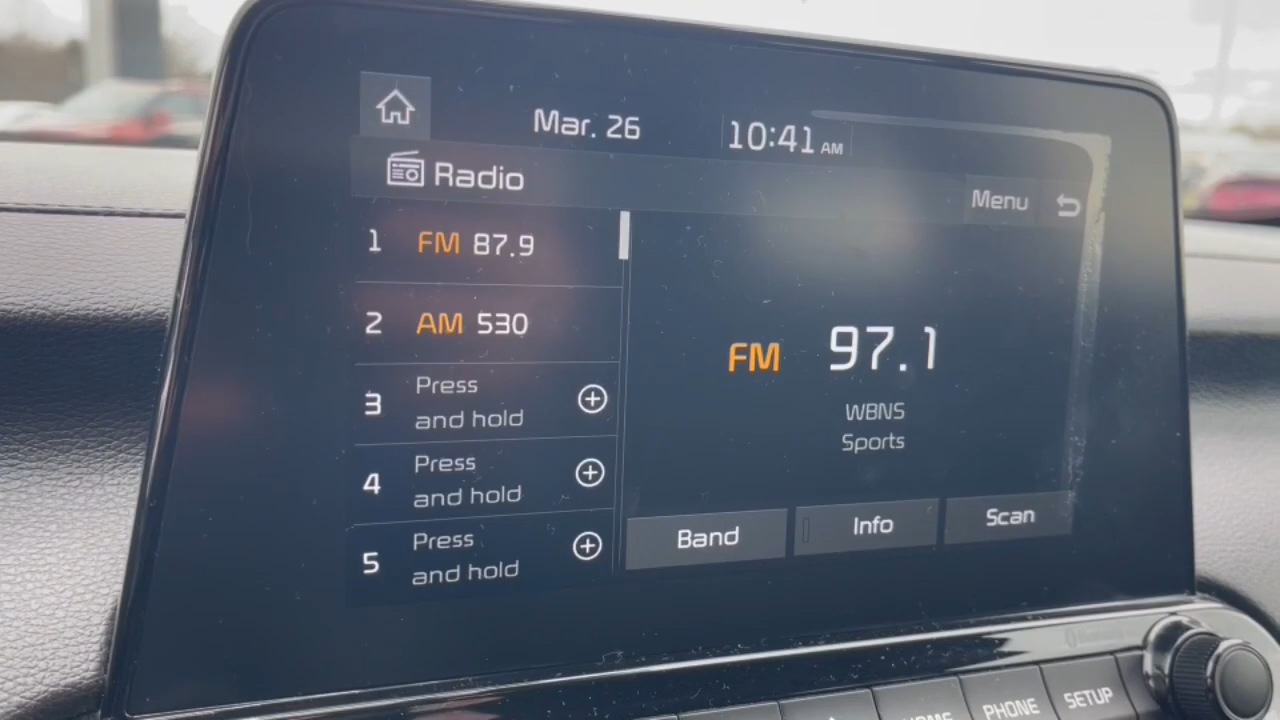 Mar. 26
10:41 AM
Radio
Menu
1 FM 87.9
2 AM 530
3 Press
and hold
4 Press
and hold
5 Press
and hold
FM 97.1
WBNS
Sports
Band
Info
Scan
HOME
PHONE
SETUP